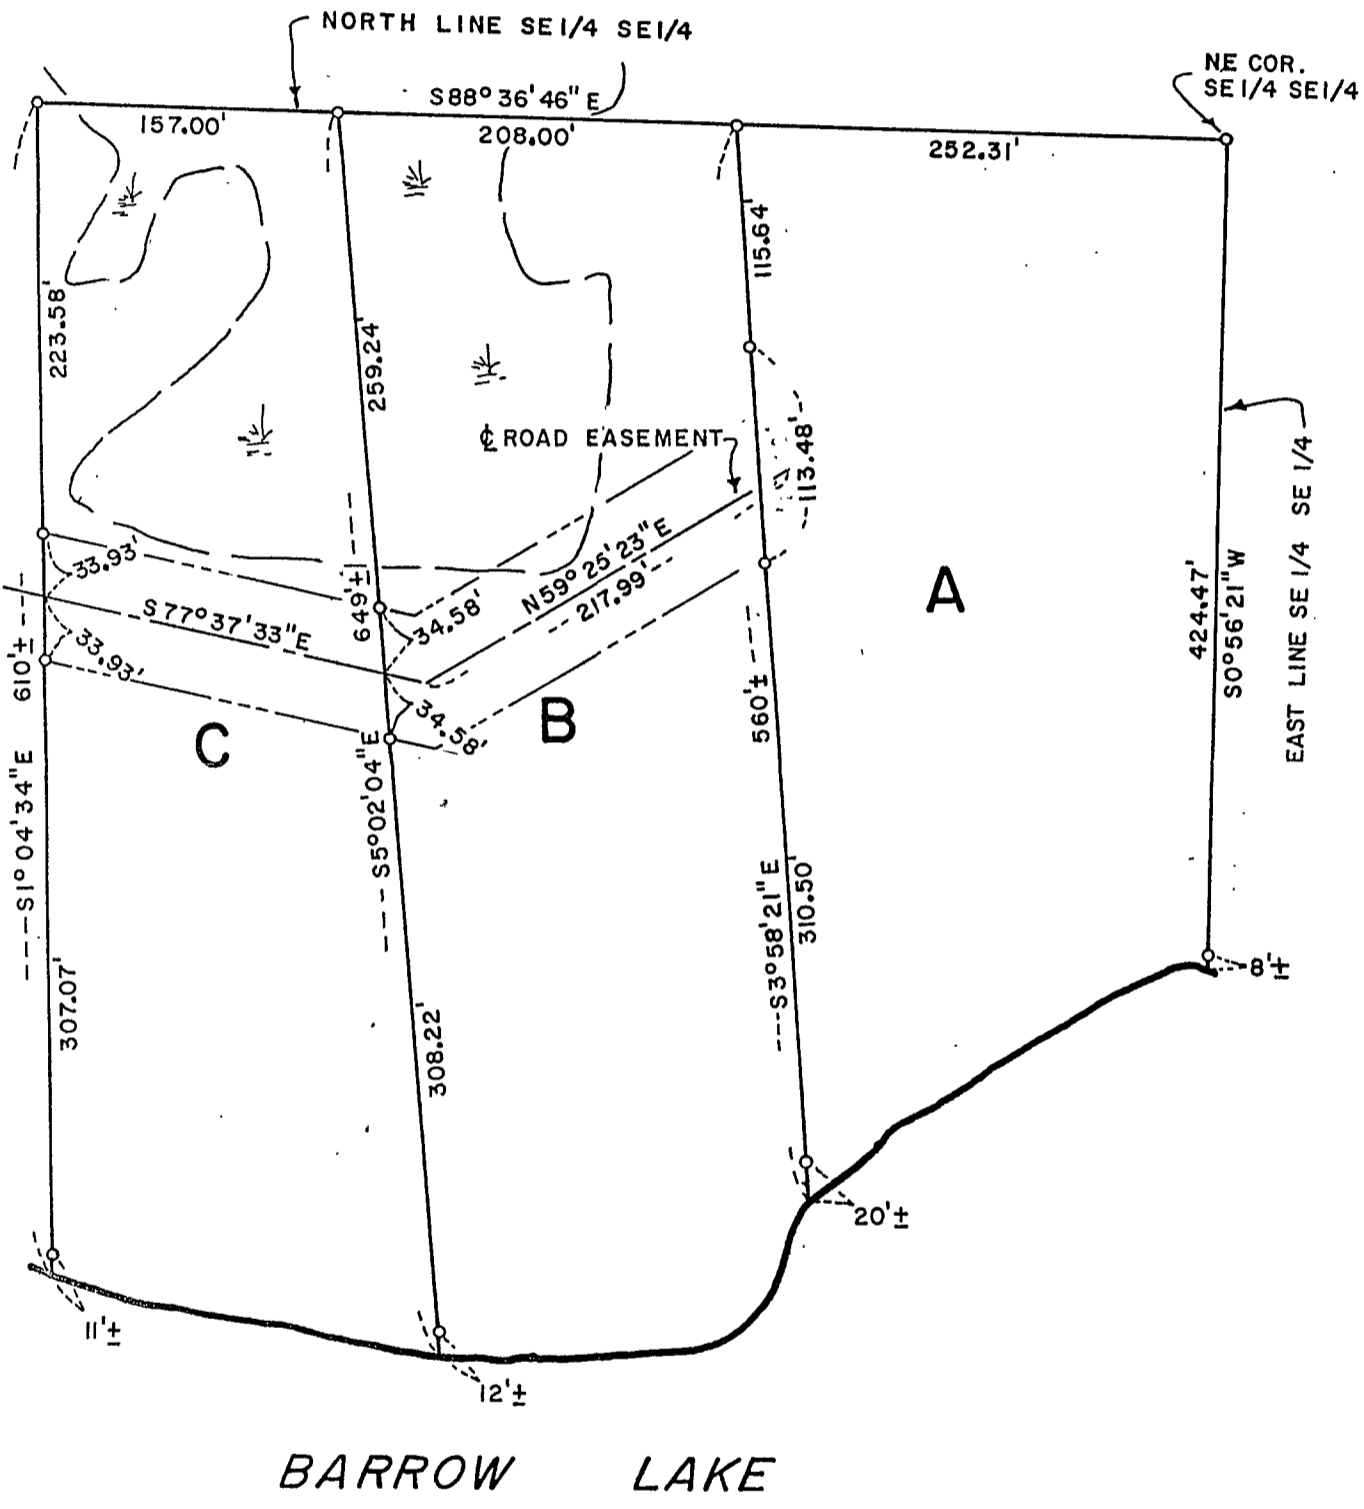 NORTH LINE SE1/4 SE1/4
NE COR.
SE1/4 SE1/4
S88°36'46" E
157.00'
208.00'
252.31'
223.58'
259.24'
115.64'
℄ ROAD EASEMENT
113.48'
33.93'
S77°37'33"E
33.93'
34.58'
34.58'
N59°25'23"E
217.99'
A
B
C
S1°04'34"E 610'±
649'±
S5°02'04"E
560'±
S3°58'21"E
310.50'
424.47'
S0°56'21"W
EAST LINE SE 1/4 SE 1/4
307.07'
308.22'
8'±
20'±
11'±
12'±
BARROW LAKE